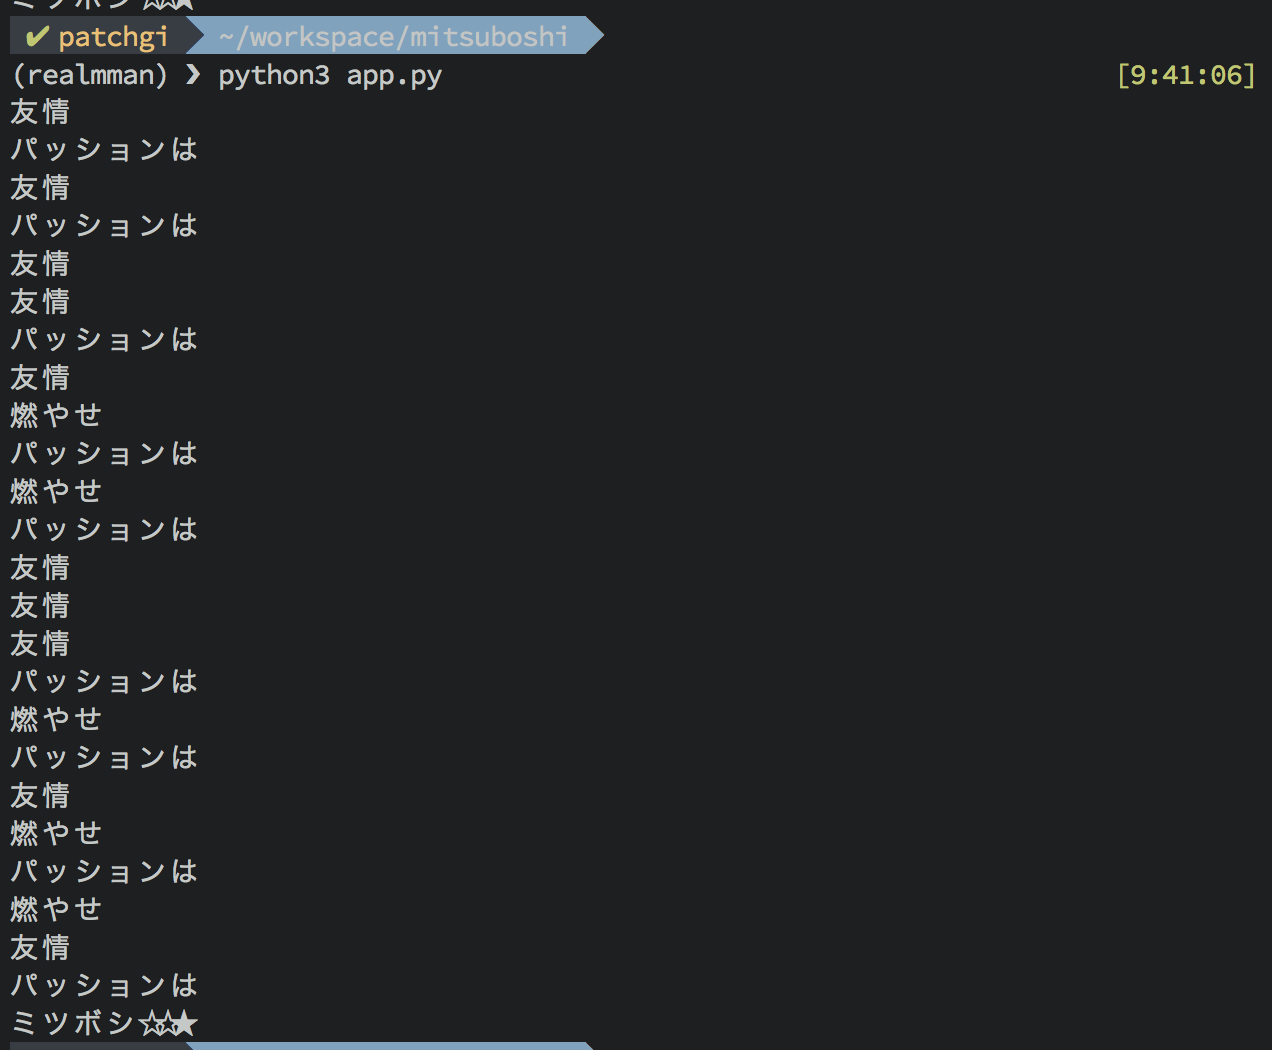 ミツボシ☆☆★
✔ patchgi ~/workspace/mitsuboshi
(realmman) ❯ python3 app.py [9:41:06]
友情
パッションは
友情
パッションは
友情
友情
パッションは
友情
燃やせ
パッションは
燃やせ
パッションは
友情
友情
友情
パッションは
燃やせ
パッションは
友情
燃やせ
パッションは
燃やせ
友情
パッションは
ミツボシ☆☆★